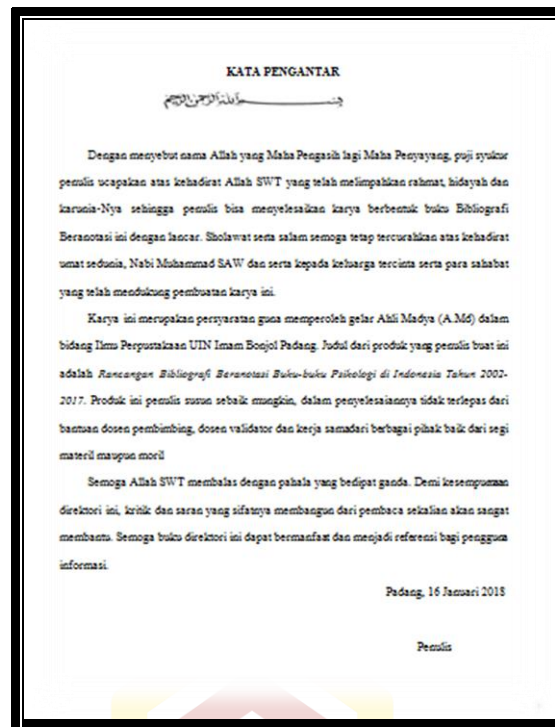 KATA PENGANTAR
Dengan menyebut nama Allah yang Maha Pengasih lagi Maha Penyayang, puji syukur
penulis ucapakan atas kehadirat Allah SWT yang telah melimpahkan rahmat, hidayah dan
karunia-Nya sehingga penulis bisa menyelesaikan karya berbentuk buku Bibliografi
Beranotasi ini dengan lancar. Sholawat serta salam semoga tetap tercurahkan atas kehadirat
umat sedunia, Nabi Muhammad SAW dan serta kepada keluarga tercinta serta para sahabat
yang telah mendukung pembuatan karya ini.
Karya ini merupakan persyaratan guna memperoleh gelar Ahli Madya (A.Md) dalam
bidang Ilmu Perpustakaan UIN Imam Bonjol Padang. Judul dari produk yang penulis buat ini
adalah Rancangan Bibliografi Beranotasi Buku-buku Psikologi di Indonesia Tahun 2002-
2017. Produk ini penulis susun sebaik mungkin, dalam penyelesaiannya tidak terlepas dari
bantuan dosen pembimbing, dosen validator dan kerja samadari berbagai pihak baik dari segi
materil maupun moril
Semoga Allah SWT membalas dengan pahala yang berlipat ganda. Demi kesempurnaan
direktori ini, kritik dan saran yang sifatnya membangun dari pembaca sekalian akan sangat
membantu. Semoga buku direktori ini dapat bermanfaat dan menjadi referensi bagi pengguna
informasi.
Padang, 16 Januari 2018
Penulis